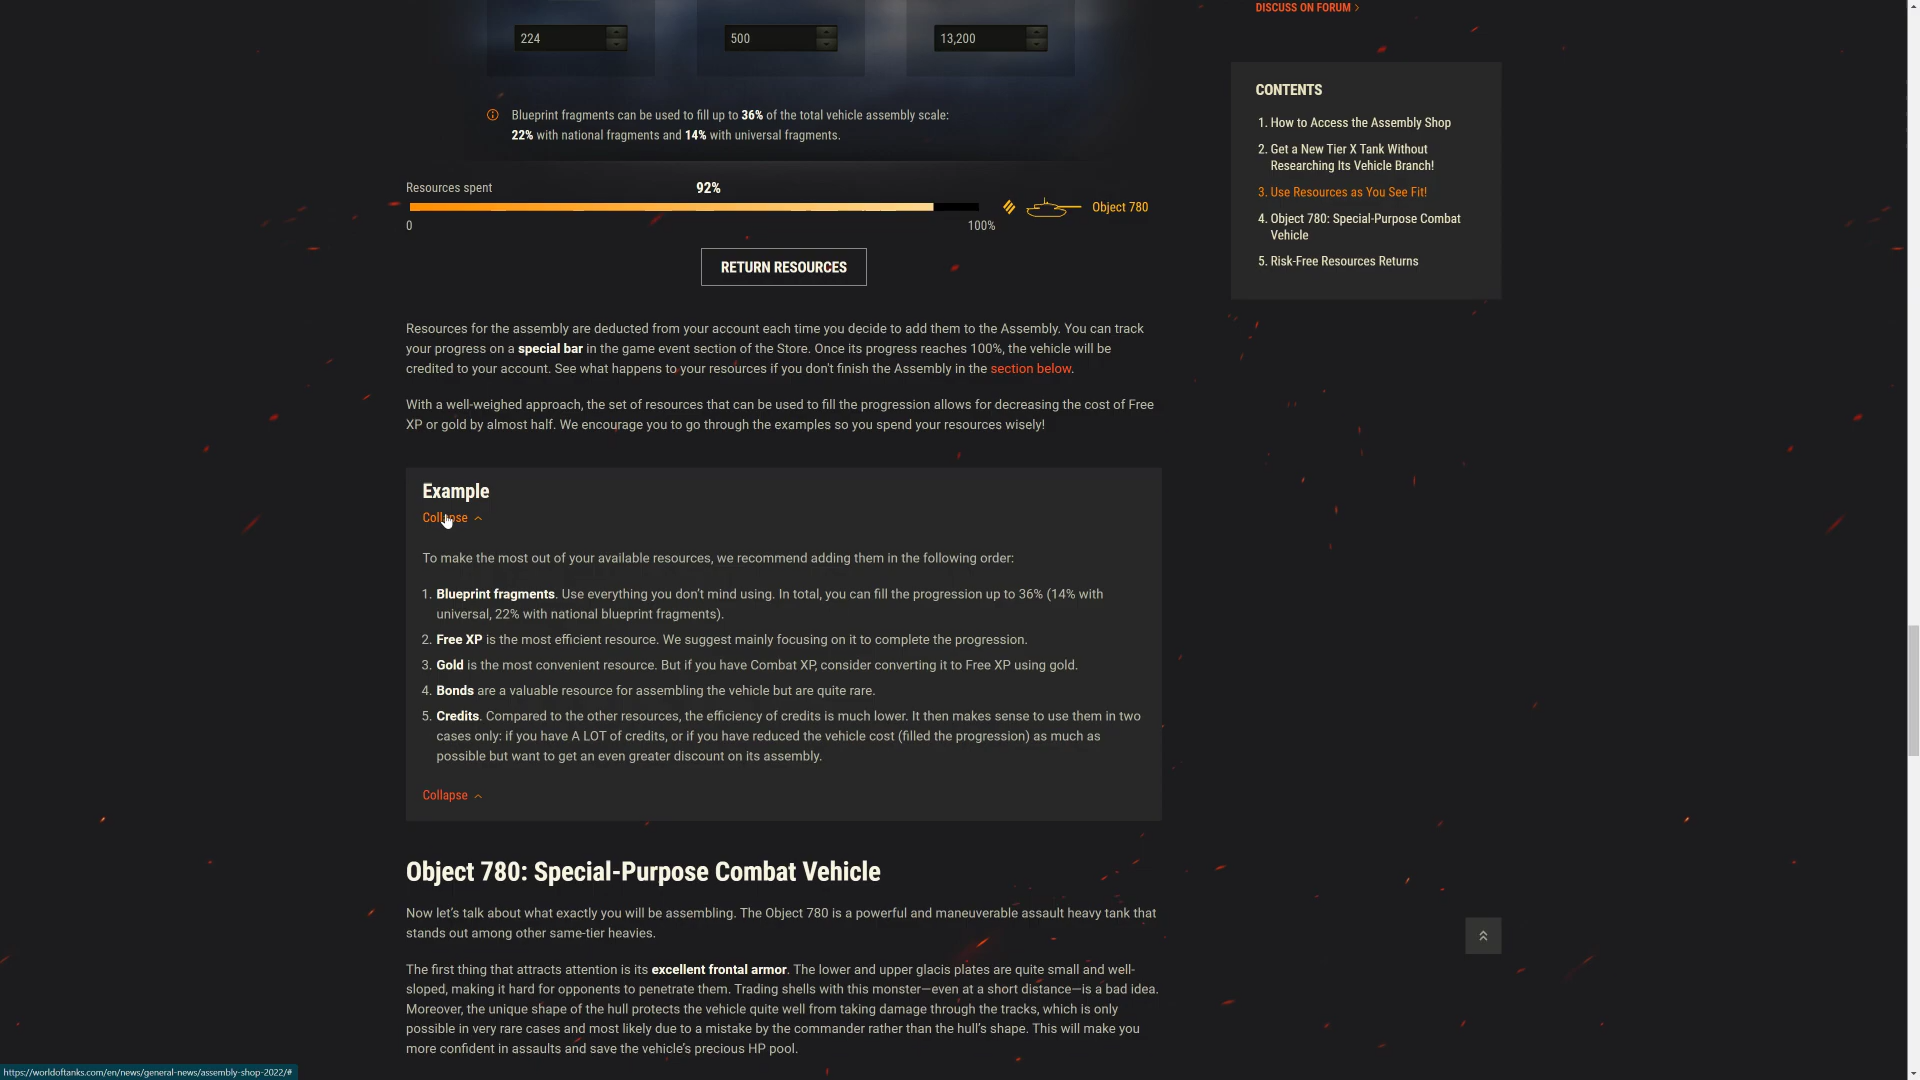 224
500
13,200
Blueprint fragments can be used to fill up to 36% of the total vehicle assembly scale:
22% with national fragments and 14% with universal fragments.
Resources spent
92%
Object 780
0
100%
RETURN RESOURCES
Resources for the assembly are deducted from your account each time you decide to add them to the Assembly. You can track
your progress on a special bar in the game event section of the Store. Once its progress reaches 100%, the vehicle will be
credited to your account. See what happens to your resources if you don't finish the Assembly in the section below.
With a well-weighed approach, the set of resources that can be used to fill the progression allows for decreasing the cost of Free
XP or gold by almost half. We encourage you to go through the examples so you spend your resources wisely!
Example
Collapse
To make the most out of your available resources, we recommend adding them in the following order:
1. Blueprint fragments. Use everything you don't mind using. In total, you can fill the progression up to 36% (14% with
universal, 22% with national blueprint fragments).
2. Free XP is the most efficient resource. We suggest mainly focusing on it to complete the progression.
3. Gold is the most convenient resource. But if you have Combat XP, consider converting it to Free XP using gold.
4. Bonds are a valuable resource for assembling the vehicle but are quite rare.
5. Credits. Compared to the other resources, the efficiency of credits is much lower. It then makes sense to use them in two
cases only: if you have A LOT of credits, or if you have reduced the vehicle cost (filled the progression) as much as
possible but want to get an even greater discount on its assembly.
Collapse
Object 780: Special-Purpose Combat Vehicle
Now let's talk about what exactly you will be assembling. The Object 780 is a powerful and maneuverable assault heavy tank that
stands out among other same-tier heavies.
The first thing that attracts attention is its excellent frontal armor. The lower and upper glacis plates are quite small and well-
sloped, making it hard for opponents to penetrate them. Trading shells with this monster—even at a short distance—is a bad idea.
Moreover, the unique shape of the hull protects the vehicle quite well from taking damage through the tracks, which is only
possible in very rare cases and most likely due to a mistake by the commander rather than the hull's shape. This will make you
more confident in assaults and save the vehicle's precious HP pool.
DISCUSS ON FORUM
CONTENTS
1. How to Access the Assembly Shop
2. Get a New Tier X Tank Without
Researching Its Vehicle Branch!
3. Use Resources as You See Fit!
4. Object 780: Special-Purpose Combat
Vehicle
5. Risk-Free Resources Returns
https://worldoftanks.com/en/news/general-news/assembly-shop-2022/#